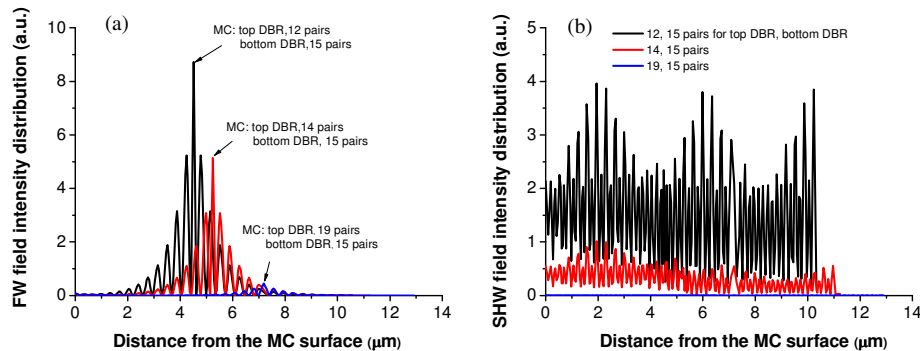 (a)
MC: top DBR,12 pairs
bottom DBR,15 pairs
MC: top DBR,14 pairs
bottom DBR, 15 pairs
MC: top DBR,19 pairs
bottom DBR,15 pairs
FW field intensity distribution (a.u.)
10
8
6
4
2
0
0 2 4 6 8 10 12 14
Distance from the MC surface (μm)
(b)
12, 15 pairs for top DBR, bottom DBR
14, 15 pairs
19, 15 pairs
SHW field intensity distribution (a.u.)
5
4
3
2
1
0
0 2 4 6 8 10 12 14
Distance from the MC surface (μm)